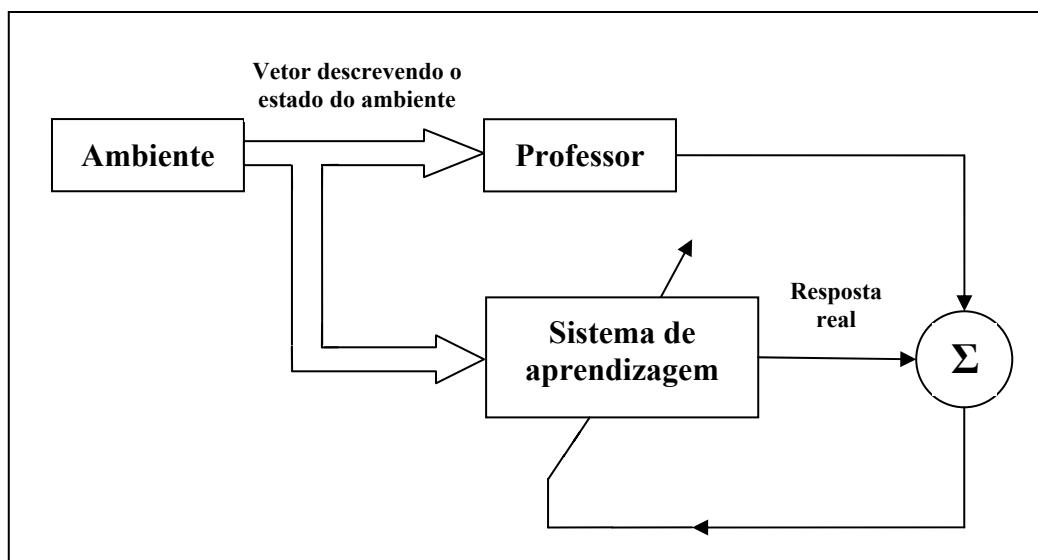 Vetor descrevendo o
estado do ambiente
Ambiente
Professor
Sistema de
aprendizagem
Resposta
real
Σ